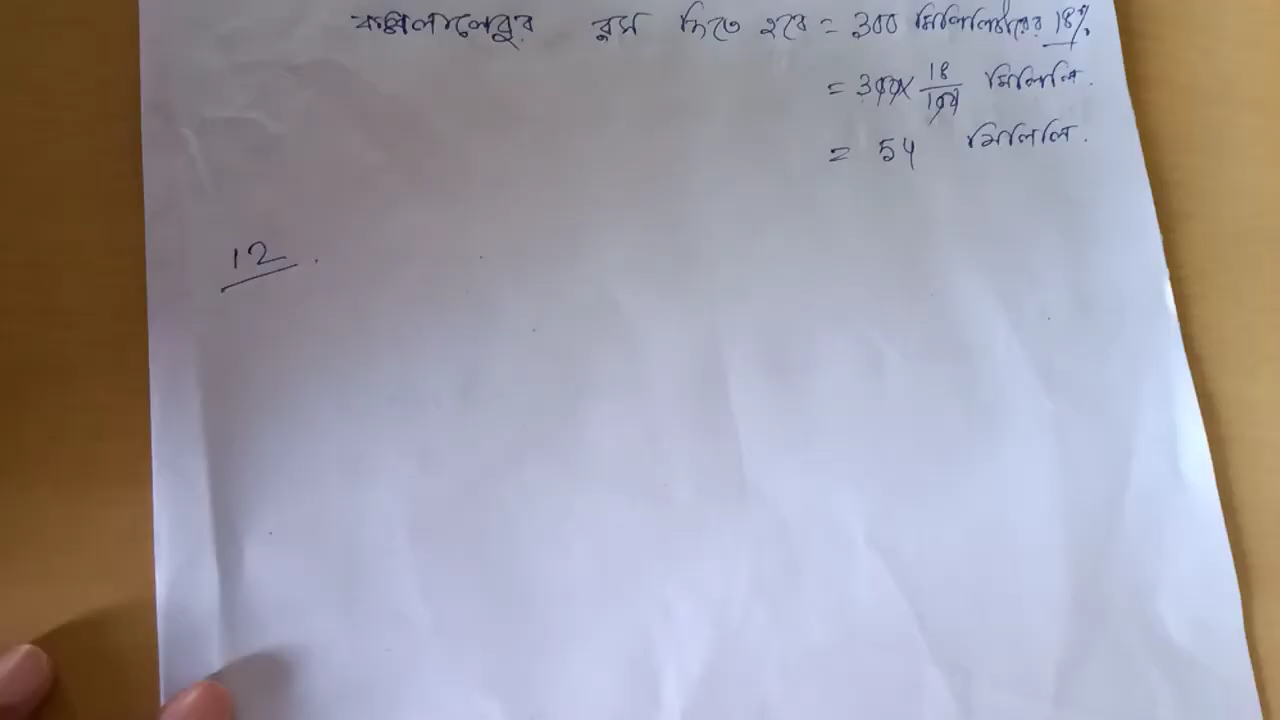 কমলালেবুর রস দিতে হবে = 300 মিলিলিটারের 18%
= 300 × 18/100 মিলিলি.
= 54 মিলিলি.
12.